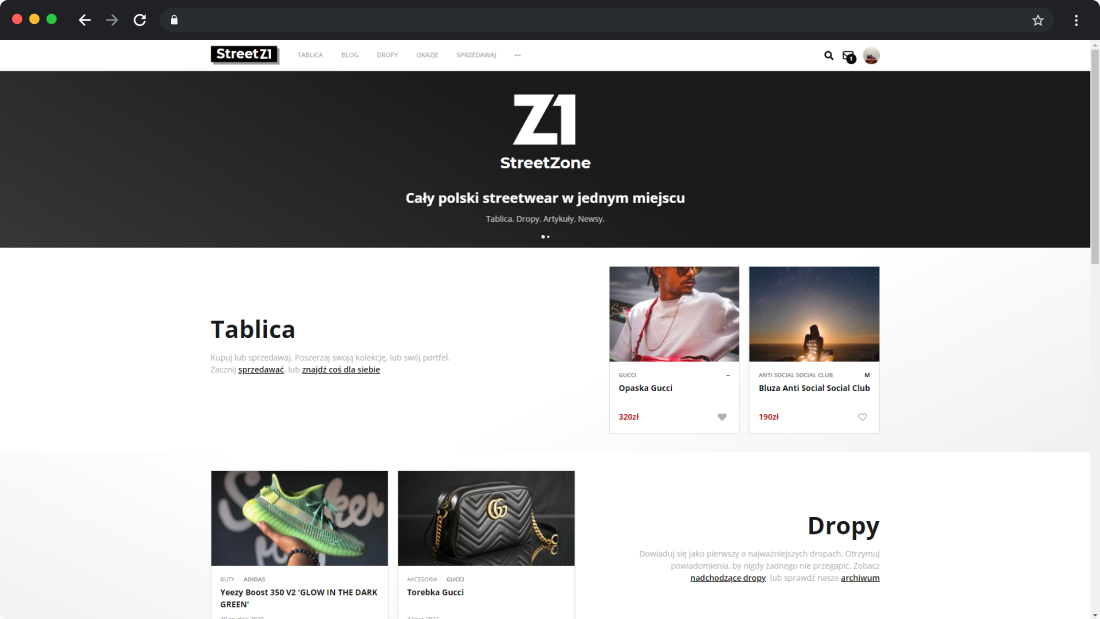 StreetZ1
TABLICA BLOG DROPY OKAZJE SPRZEDAWAJ ···
1
Z1
StreetZone
Cały polski streetwear w jednym miejscu
Tablica. Dropy. Artykuły. Newsy.
Tablica
Kupuj lub sprzedawaj. Poszerzaj swoją kolekcję, lub swój portfel.
Zacznij sprzedawać, lub znajdź coś dla siebie
GUCCI --
Opaska Gucci
320zł
ANTI SOCIAL SOCIAL CLUB M
Bluza Anti Social Social Club
190zł
BUTY ADIDAS
Yeezy Boost 350 V2 'GLOW IN THE DARK
GREEN'
AKCESORIA GUCCI
Torebka Gucci
Dropy
Dowiaduj się jako pierwszy o najważniejszych dropach. Otrzymuj
powiadomienia, by nigdy żadnego nie przegapić. Zobacz
nadchodzące dropy, lub sprawdź nasze archiwum